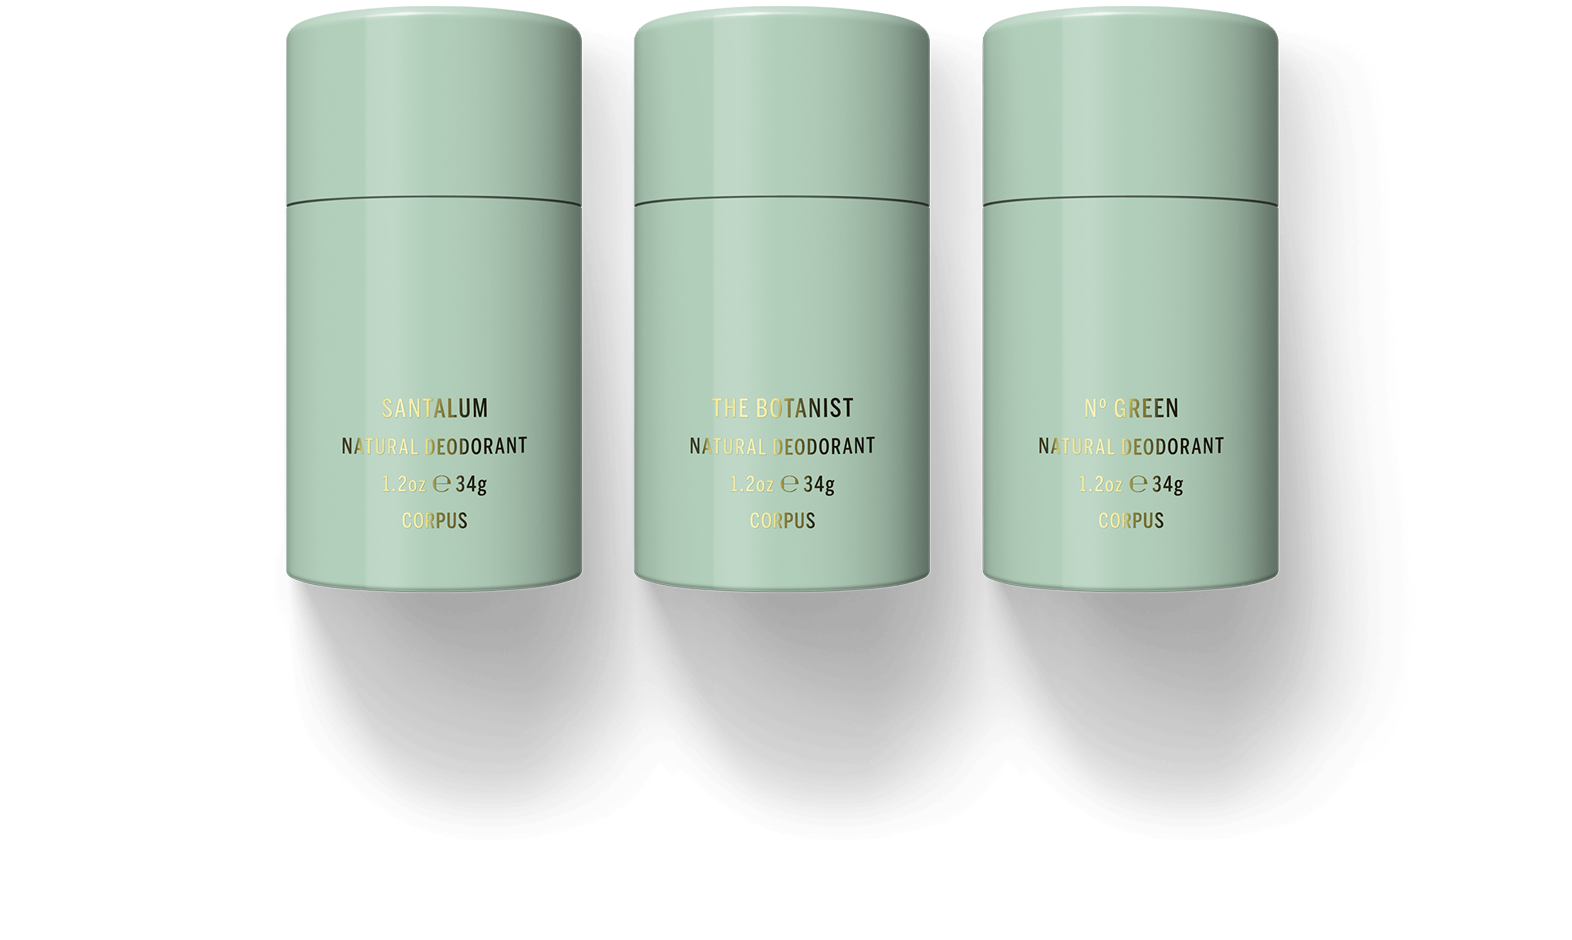 SANTALUM
NATURAL DEODORANT
1.2oz ℮ 34g
CORPUS
THE BOTANIST
NATURAL DEODORANT
1.2oz ℮ 34g
CORPUS
Nº GREEN
NATURAL DEODORANT
1.2oz ℮ 34g
CORPUS